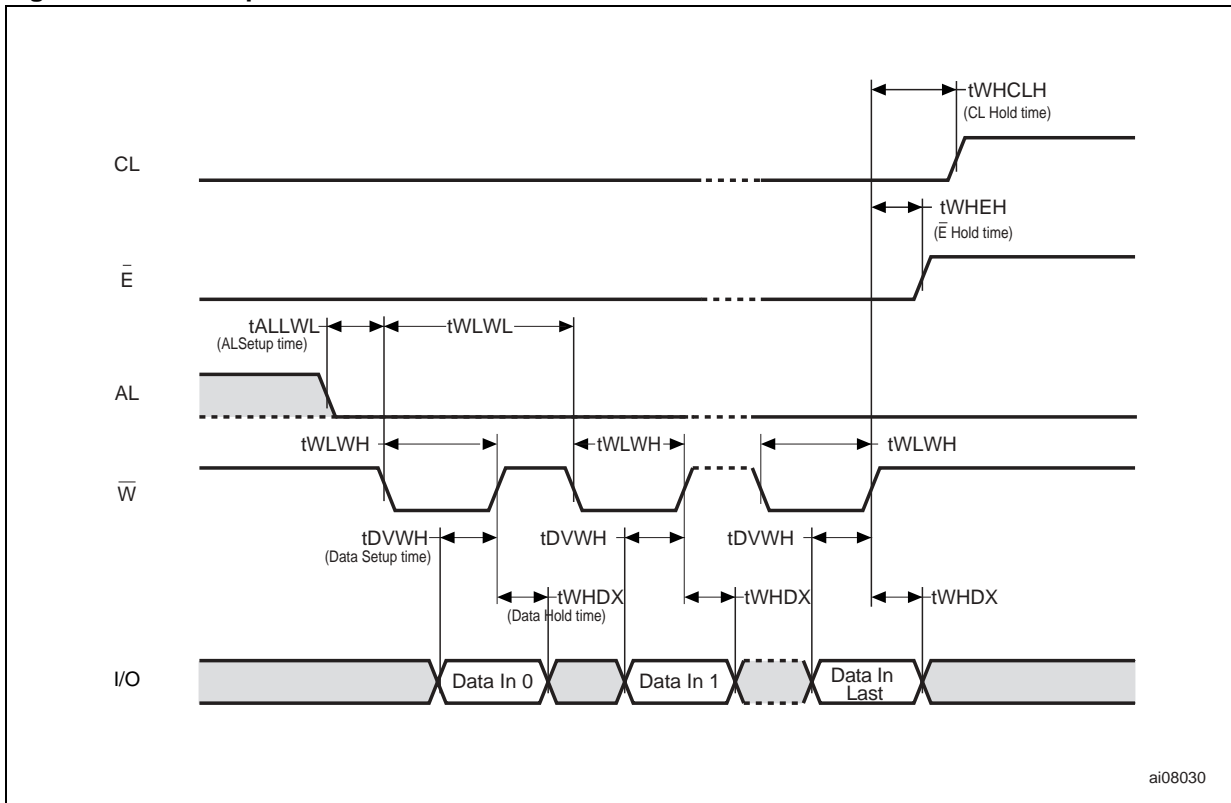 tWHCLH
(CL Hold time)
CL
tWHEH
(E̅ Hold time)
E̅
tALLWL
(ALSetup time)
tWLWL
AL
tWLWH
tWLWH
tWLWH
W̅
tDVWH
(Data Setup time)
tDVWH
tDVWH
tWHDX
(Data Hold time)
tWHDX
tWHDX
I/O
Data In 0
Data In 1
Data In
Last
ai08030